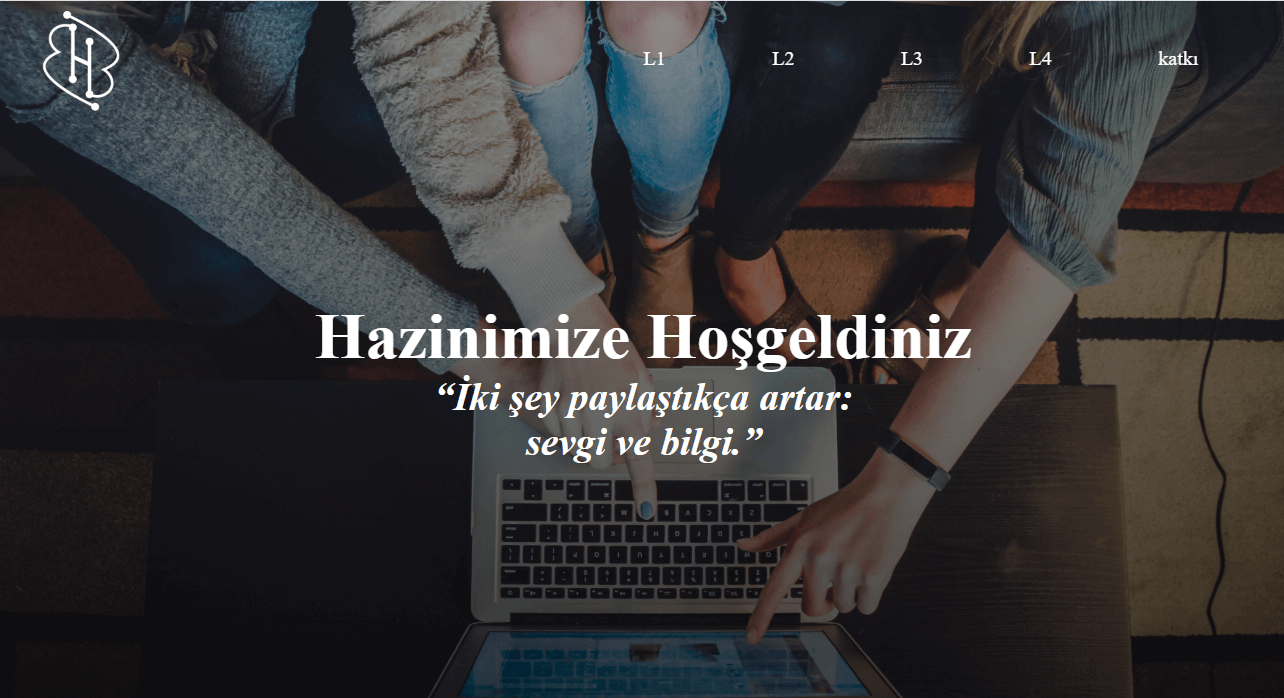 L1 L2 L3 L4 katkı
Hazinimize Hoşgeldiniz
“İki şey paylaştıkça artar:
sevgi ve bilgi.”